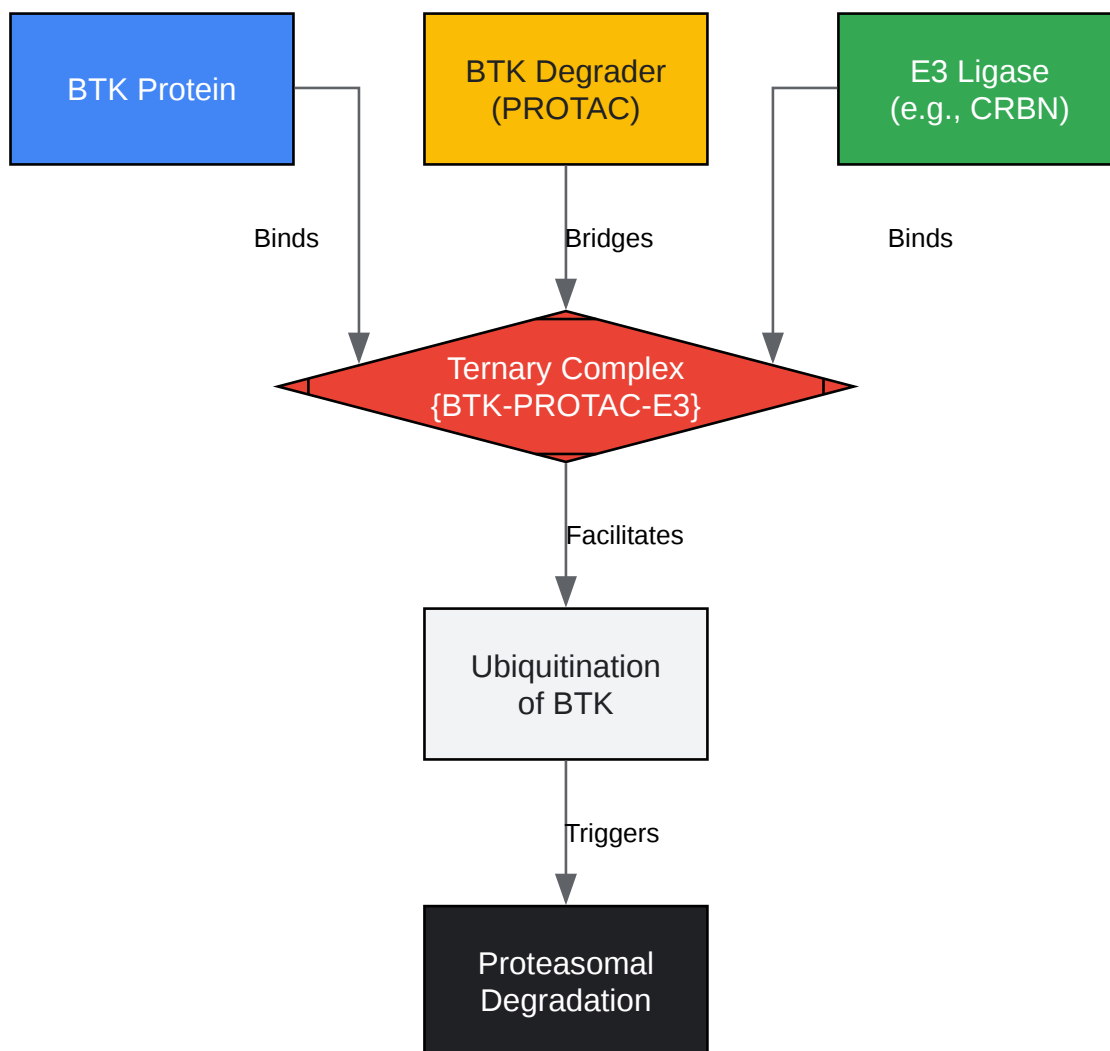 BTK Protein
BTK Degrader
(PROTAC)
E3 Ligase
(e.g., CRBN)
Binds
Bridges
Binds
Ternary Complex
{BTK-PROTAC-E3}
Facilitates
Ubiquitination
of BTK
Triggers
Proteasomal
Degradation